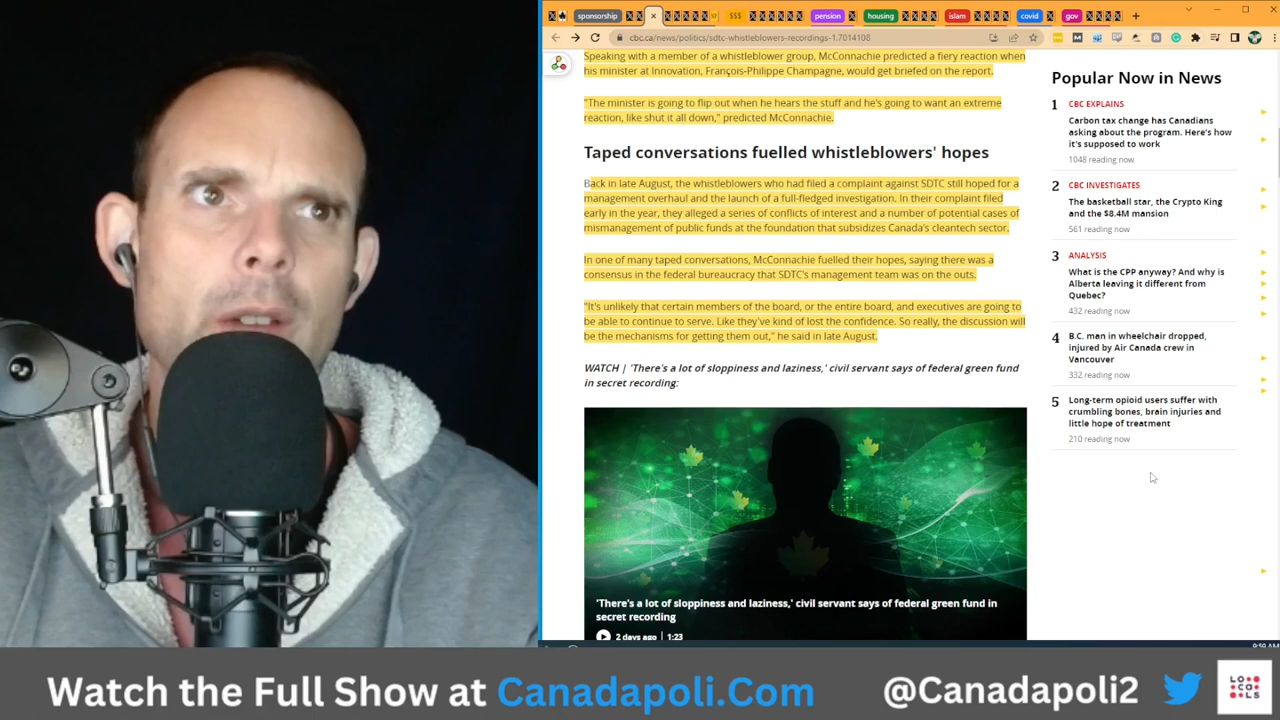 sponsorship
$$$
pension
housing
islam
covid
gov
cbc.ca/news/politics/sdtc-whistleblowers-recordings-1.7014108
Speaking with a member of a whistleblower group, McConnachie predicted a fiery reaction when
his minister at Innovation, François-Philippe Champagne, would get briefed on the report.
"The minister is going to flip out when he hears the stuff and he's going to want an extreme
reaction, like shut it all down," predicted McConnachie.
Taped conversations fuelled whistleblowers' hopes
Back in late August, the whistleblowers who had filed a complaint against SDTC still hoped for a
management overhaul and the launch of a full-fledged investigation. In their complaint filed
early in the year, they alleged a series of conflicts of interest and a number of potential cases of
mismanagement of public funds at the foundation that subsidizes Canada's cleantech sector.
In one of many taped conversations, McConnachie fuelled their hopes, saying there was a
consensus in the federal bureaucracy that SDTC's management team was on the outs.
"It's unlikely that certain members of the board, or the entire board, and executives are going to
be able to continue to serve. Like they've kind of lost the confidence. So really, the discussion will
be the mechanisms for getting them out," he said in late August.
WATCH | 'There's a lot of sloppiness and laziness,' civil servant says of federal green fund
in secret recording:
'There's a lot of sloppiness and laziness,' civil servant says of federal green fund in
secret recording
2 days ago | 1:23
Popular Now in News
1 CBC EXPLAINS
Carbon tax change has Canadians
asking about the program. Here's how
it's supposed to work
1048 reading now
2 CBC INVESTIGATES
The basketball star, the Crypto King
and the $8.4M mansion
561 reading now
3 ANALYSIS
What is the CPP anyway? And why is
Alberta leaving it different from
Quebec?
432 reading now
4 B.C. man in wheelchair dropped,
injured by Air Canada crew in
Vancouver
332 reading now
5 Long-term opioid users suffer with
crumbling bones, brain injuries and
little hope of treatment
210 reading now
Watch the Full Show at Canadapoli.Com
@Canadapoli2
LO
CA
LS